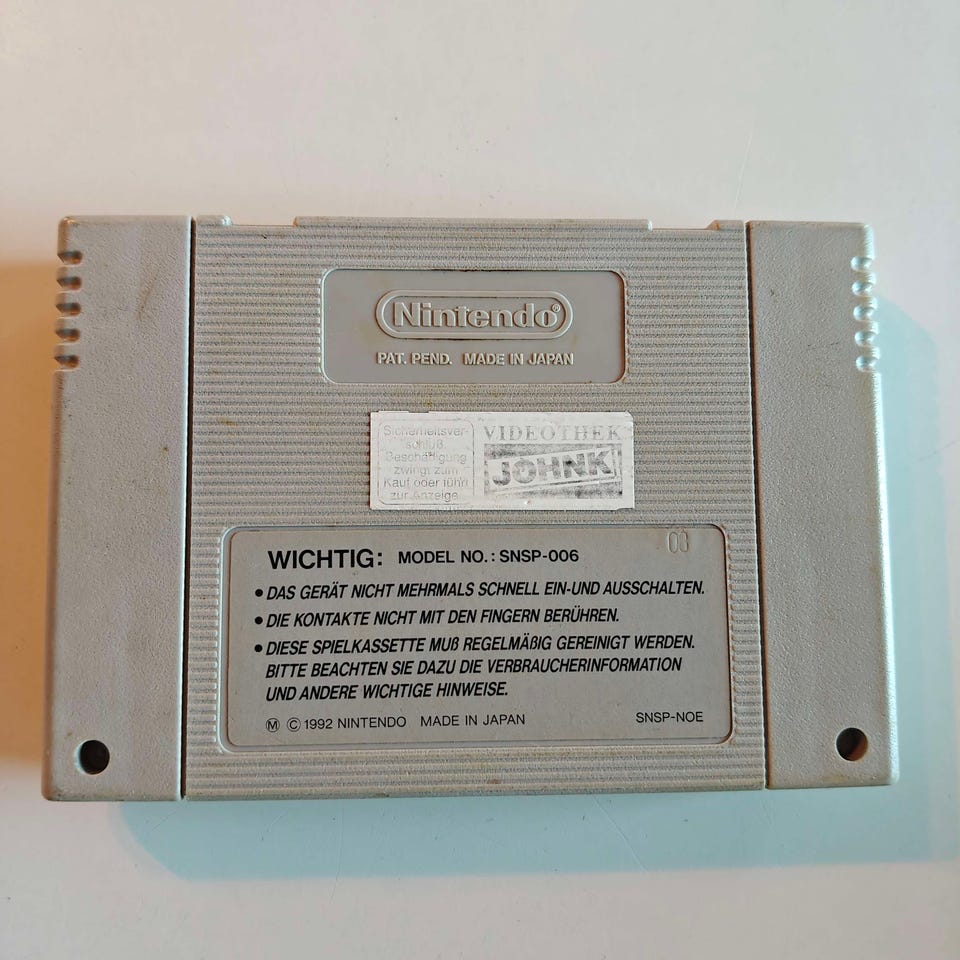 Nintendo®
PAT. PEND. MADE IN JAPAN
Sicherheitsver-
schluß
Beschädigung
zwingt zum
Kauf oder führt
zur Anzeige
VIDEOTHEK
JOHNK
03
WICHTIG: MODEL NO.: SNSP-006
• DAS GERÄT NICHT MEHRMALS SCHNELL EIN-UND AUSSCHALTEN.
• DIE KONTAKTE NICHT MIT DEN FINGERN BERÜHREN.
• DIESE SPIELKASSETTE MUß REGELMÄßIG GEREINIGT WERDEN.
BITTE BEACHTEN SIE DAZU DIE VERBRAUCHERINFORMATION
UND ANDERE WICHTIGE HINWEISE.
Ⓜ © 1992 NINTENDO MADE IN JAPAN
SNSP-NOE